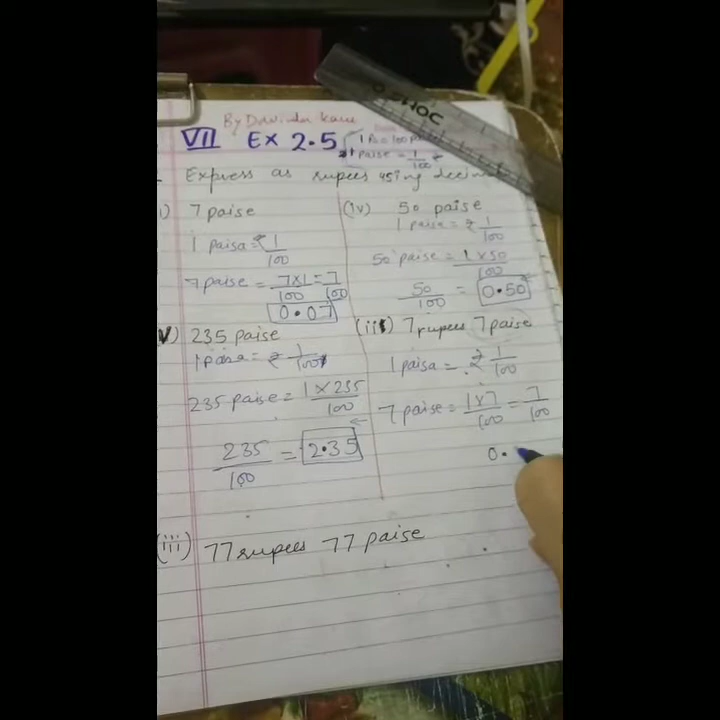 By Davinder Kaur
VII Ex 2.5
1 Rs = 100 paise
1 paise = 1/100 ₹
Express as rupees using decimals
i) 7 paise
1 paisa = ₹ 1/100
7 paise = 7x1/100 = 7/100
0.07
(iv) 50 paise
1 paisa = ₹ 1/100
50 paise = 1 x 50/100
50/100 = 0.50
v) 235 paise
1 paisa = ₹ 1/100
235 paise = 1 x 235/100
235/100 = 2.35
(ii) 7 rupees 7 paise
1 paisa = ₹ 1/100
7 paise = 1x7/100 = 7/100
0.
(iii) 77 rupees 77 paise